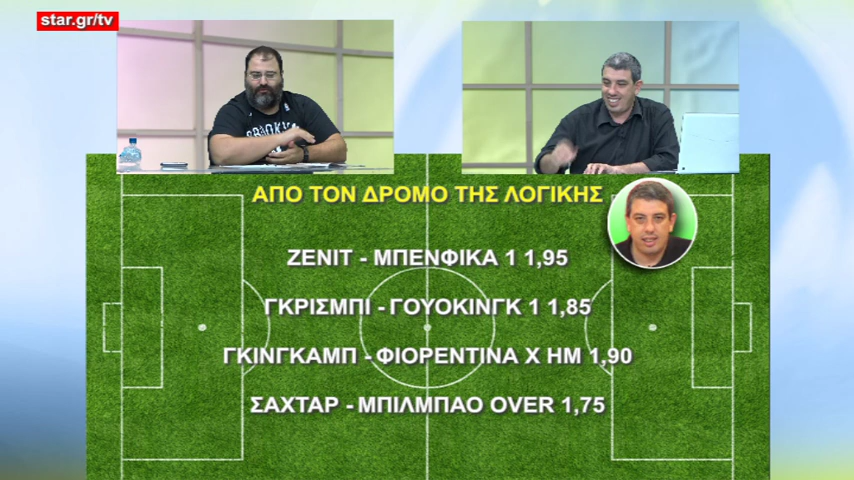 star.gr/tv
BROOKLYN
ΑΠΟ ΤΟΝ ΔΡΟΜΟ ΤΗΣ ΛΟΓΙΚΗΣ
ΖΕΝΙΤ - ΜΠΕΝΦΙΚΑ 1 1,95
ΓΚΡΙΣΜΠΙ - ΓΟΥΟΚΙΝΓΚ 1 1,85
ΓΚΙΝΓΚΑΜΠ - ΦΙΟΡΕΝΤΙΝΑ Χ ΗΜ 1,90
ΣΑΧΤΑΡ - ΜΠΙΛΜΠΑΟ OVER 1,75